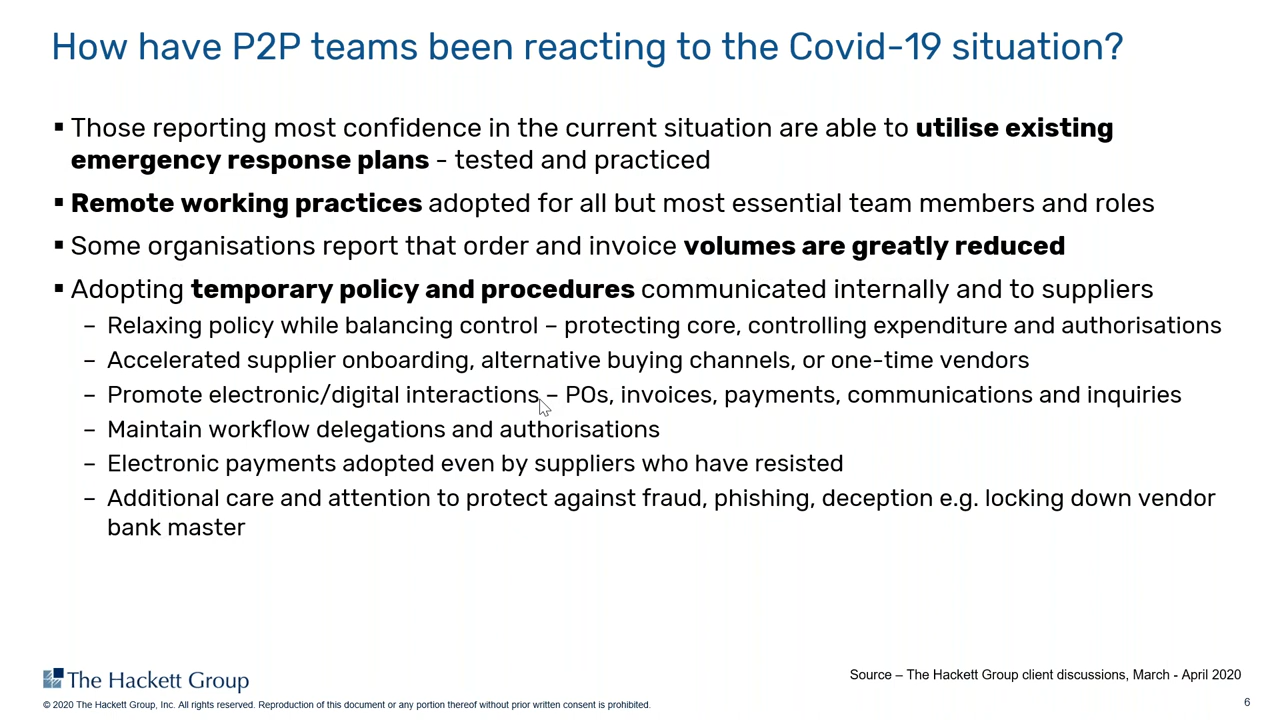 How have P2P teams been reacting to the Covid-19 situation?
▪ Those reporting most confidence in the current situation are able to utilise existing
emergency response plans - tested and practiced
▪ Remote working practices adopted for all but most essential team members and roles
▪ Some organisations report that order and invoice volumes are greatly reduced
▪ Adopting temporary policy and procedures communicated internally and to suppliers
– Relaxing policy while balancing control – protecting core, controlling expenditure and authorisations
– Accelerated supplier onboarding, alternative buying channels, or one-time vendors
– Promote electronic/digital interactions – POs, invoices, payments, communications and inquiries
– Maintain workflow delegations and authorisations
– Electronic payments adopted even by suppliers who have resisted
– Additional care and attention to protect against fraud, phishing, deception e.g. locking down vendor
bank master
The Hackett Group
Source – The Hackett Group client discussions, March - April 2020
© 2020 The Hackett Group, Inc. All rights reserved. Reproduction of this document or any portion thereof without prior written consent is prohibited.
6